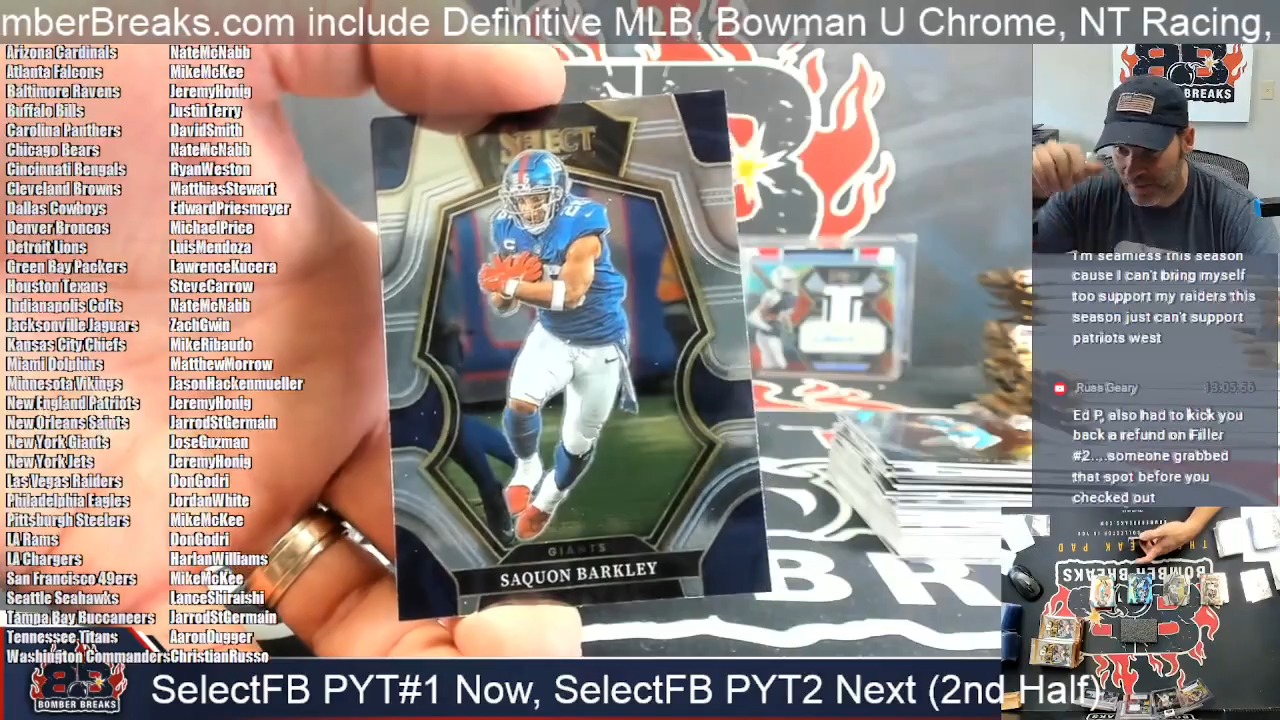 mberBreaks.com include Definitive MLB, Bowman U Chrome, NT Racing,
Arizona Cardinals NateMcNabb
Atlanta Falcons MikeMcKee
Baltimore Ravens JeremyHonig
Buffalo Bills JustinTerry
Carolina Panthers DavidSmith
Chicago Bears NateMcNabb
Cincinnati Bengals RyanWeston
Cleveland Browns MatthiasStewart
Dallas Cowboys EdwardPriesmeyer
Denver Broncos MichaelPrice
Detroit Lions LuisMendoza
Green Bay Packers LawrenceKucera
Houston Texans SteveCarrow
Indianapolis Colts NateMcNabb
Jacksonville Jaguars ZachGwin
Kansas City Chiefs MikeRibaudo
Miami Dolphins MatthewMorrow
Minnesota Vikings JasonHackenmueller
New England Patriots JeremyHonig
New Orleans Saints JarrodStGermain
New York Giants JoseGuzman
New York Jets JeremyHonig
Las Vegas Raiders DonGodri
Philadelphia Eagles JordanWhite
Pittsburgh Steelers MikeMcKee
LA Rams DonGodri
LA Chargers HarlanWilliams
San Francisco 49ers MikeMcKee
Seattle Seahawks LanceShiraishi
Tampa Bay Buccaneers JarrodStGermain
Tennessee Titans AaronDugger
Washington Commanders ChristianRusso
SELECT
GIANTS
SAQUON BARKLEY
BR
BREAKS
I'm seamless this season
cause I can't bring myself
too support my raiders this
season just can't support
patriots west
Russ Geary
Ed P, also had to kick you
back a refund on Filler
#2....someone grabbed
that spot before you
checked out
BOMBER BREAKS
BB
BOMBER BREAKS
SelectFB PYT#1 Now, SelectFB PYT2 Next (2nd Half)